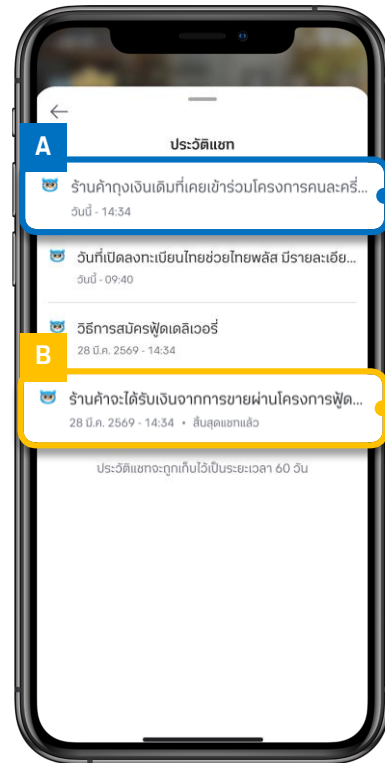 ประวัติแชท
A
ร้านค้าถุงเงินเดิมที่เคยเข้าร่วมโครงการคนละครึ่...
วันนี้ - 14:34
วันที่เปิดลงทะเบียนไทยช่วยไทยพลัส มีรายละเอีย...
วันนี้ - 09:40
วิธีการสมัครฟู้ดเดลิเวอรี่
28 มี.ค. 2569 - 14:34
B
ร้านค้าจะได้รับเงินจากการขายผ่านโครงการฟู้ด...
28 มี.ค. 2569 - 14:34 • สิ้นสุดแชทแล้ว
ประวัติแชทจะถูกเก็บไว้เป็นระยะเวลา 60 วัน